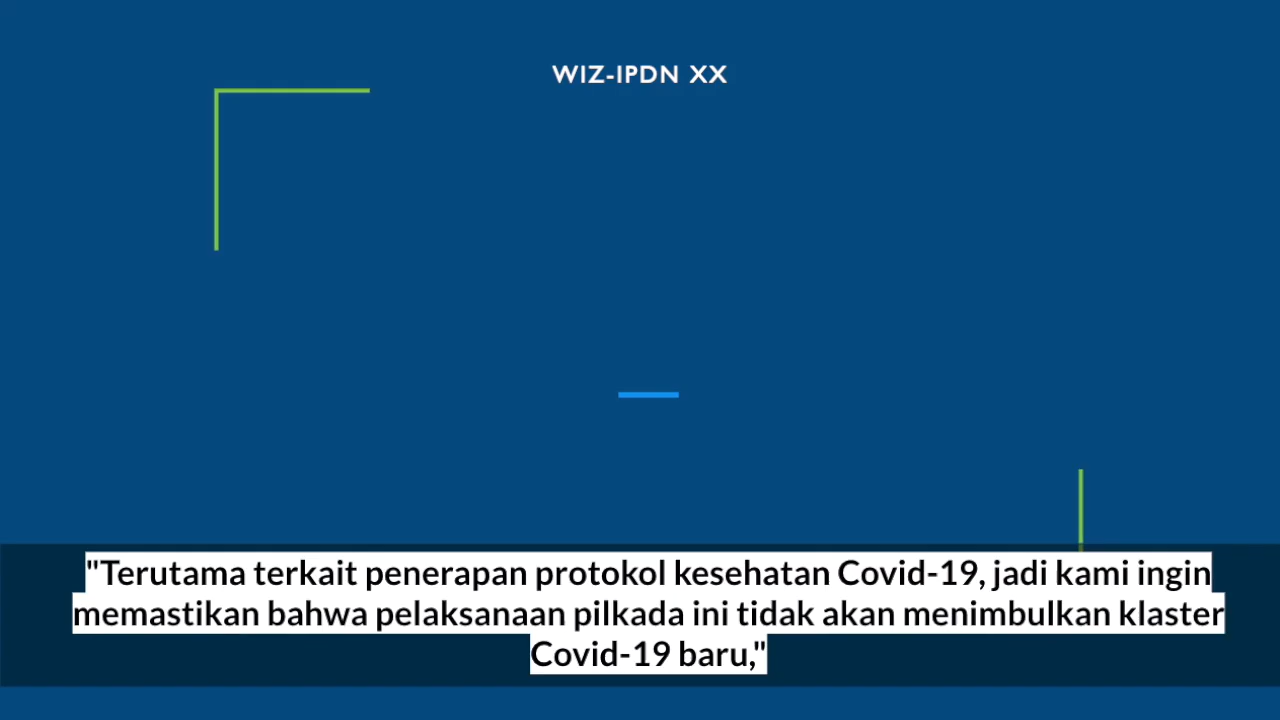 WIZ-IPDN XX
"Terutama terkait penerapan protokol kesehatan Covid-19, jadi kami ingin
memastikan bahwa pelaksanaan pilkada ini tidak akan menimbulkan klaster
Covid-19 baru,"